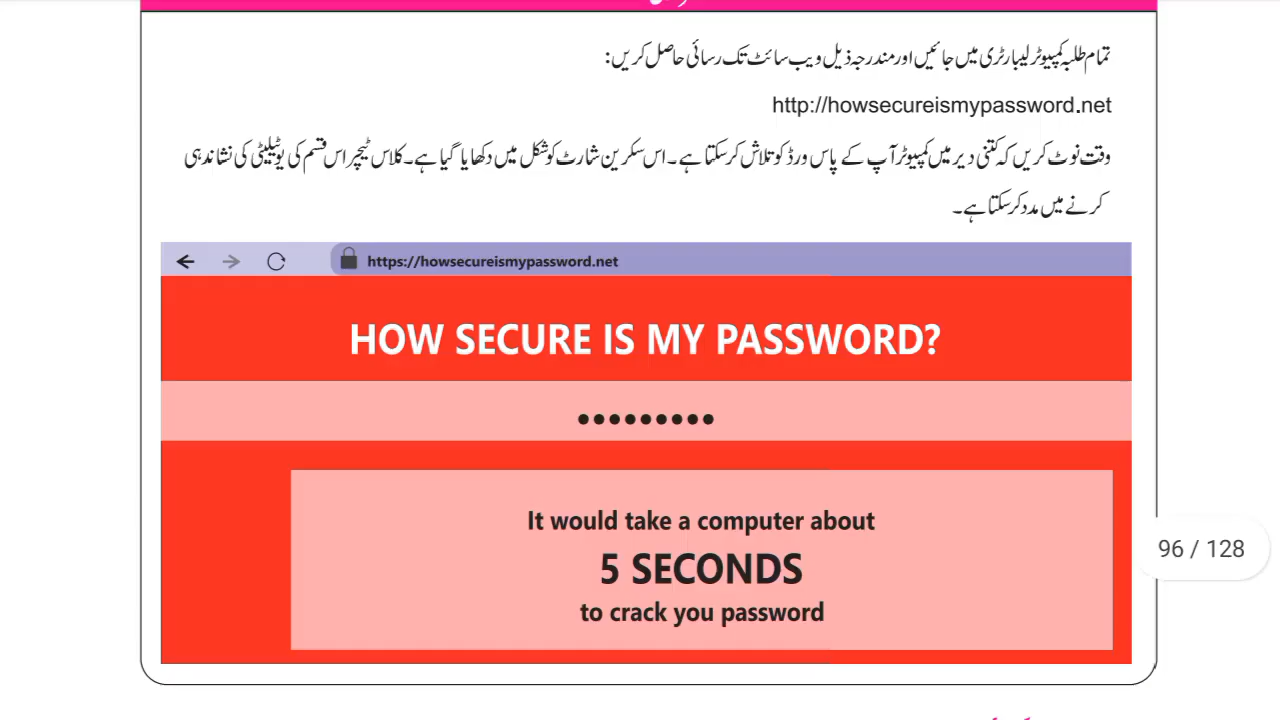 تمام طلبہ کمپیوٹر لیبارٹری میں جائیں اور مندرجہ ذیل ویب سائٹ تک رسائی حاصل کریں:
http://howsecureismypassword.net
وقت نوٹ کریں کہ کتنی دیر میں کمپیوٹر آپ کے پاس ورڈ کو تلاش کر سکتا ہے۔ اس سکرین شارٹ کو شکل میں دکھایا گیا ہے۔ کلاس ٹیچر اس قسم کی یوٹیلیٹی کی نشاندہی
کرنے میں مدد کر سکتا ہے۔
https://howsecureismypassword.net
HOW SECURE IS MY PASSWORD?
•••••••••
It would take a computer about
5 SECONDS
to crack you password
96 / 128